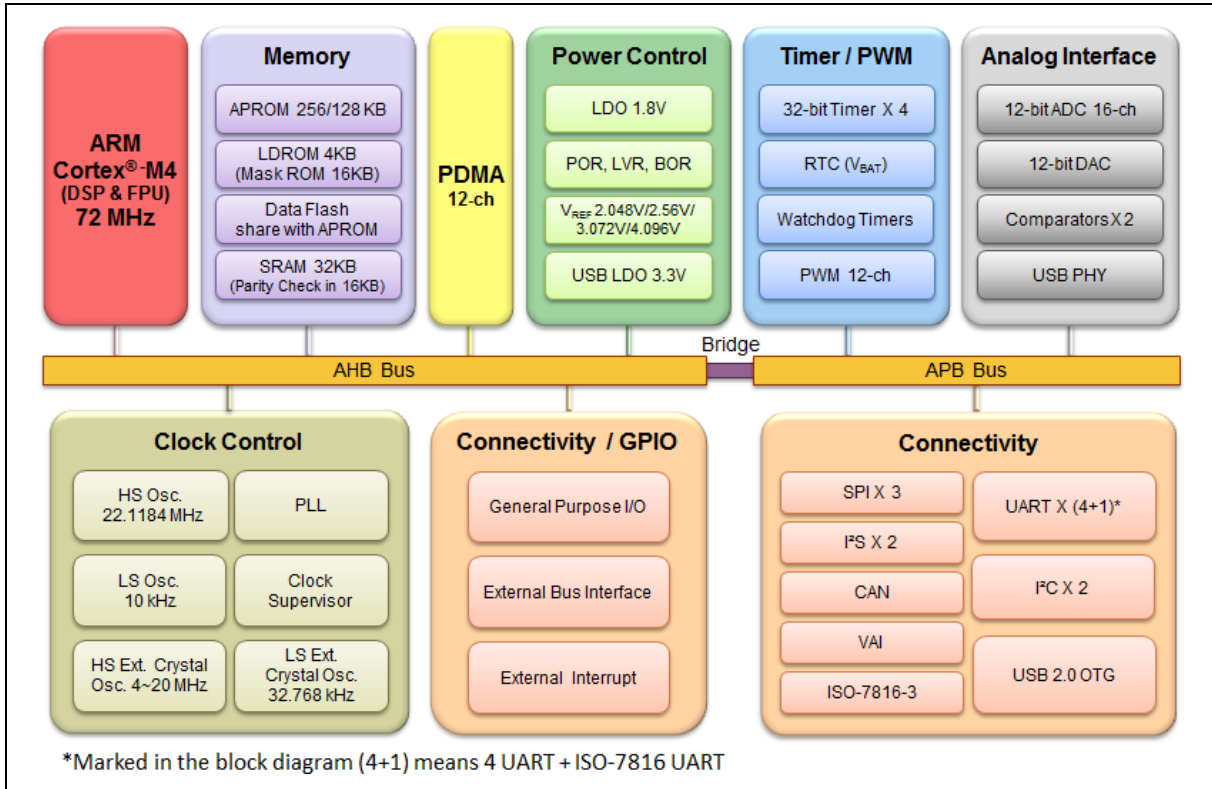 ARM
Cortex®-M4
(DSP & FPU)
72 MHz
Memory
APROM 256/128 KB
LDROM 4KB
(Mask ROM 16KB)
Data Flash
share with APROM
SRAM 32KB
(Parity Check in 16KB)
PDMA
12-ch
Power Control
LDO 1.8V
POR, LVR, BOR
VREF 2.048V/2.56V/
3.072V/4.096V
USB LDO 3.3V
Timer / PWM
32-bit Timer X 4
RTC (VBAT)
Watchdog Timers
PWM 12-ch
Analog Interface
12-bit ADC 16-ch
12-bit DAC
Comparators X 2
USB PHY
Bridge
AHB Bus
APB Bus
Clock Control
HS Osc.
22.1184 MHz
PLL
LS Osc.
10 kHz
Clock
Supervisor
HS Ext. Crystal
Osc. 4~20 MHz
LS Ext.
Crystal Osc.
32.768 kHz
Connectivity / GPIO
General Purpose I/O
External Bus Interface
External Interrupt
Connectivity
SPI X 3
I²S X 2
CAN
VAI
ISO-7816-3
UART X (4+1)*
I²C X 2
USB 2.0 OTG
*Marked in the block diagram (4+1) means 4 UART + ISO-7816 UART